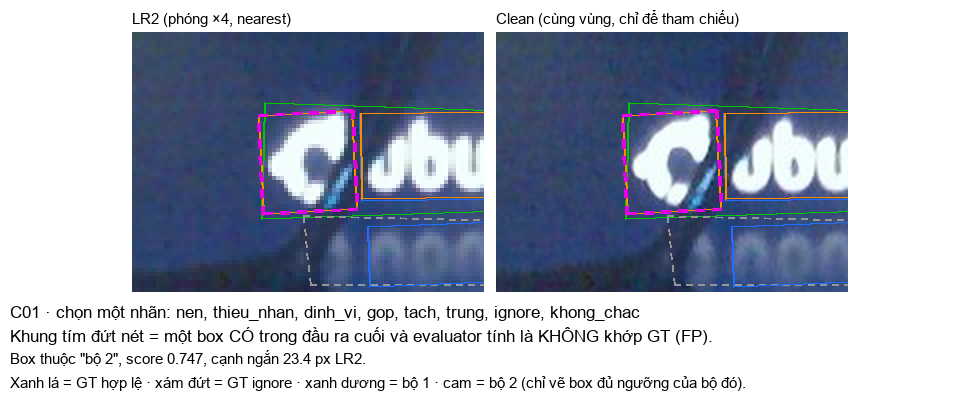 LR2 (phóng ×4, nearest)
Clean (cùng vùng, chỉ để tham chiếu)
C01 · chọn một nhãn: nen, thieu_nhan, dinh_vi, gop, tach, trung, ignore, khong_chac
Khung tím đứt nét = một box CÓ trong đầu ra cuối và evaluator tính là KHÔNG khớp GT (FP).
Box thuộc "bộ 2", score 0.747, cạnh ngắn 23.4 px LR2.
Xanh lá = GT hợp lệ · xám đứt = GT ignore · xanh dương = bộ 1 · cam = bộ 2 (chỉ vẽ box đủ ngưỡng của bộ đó).